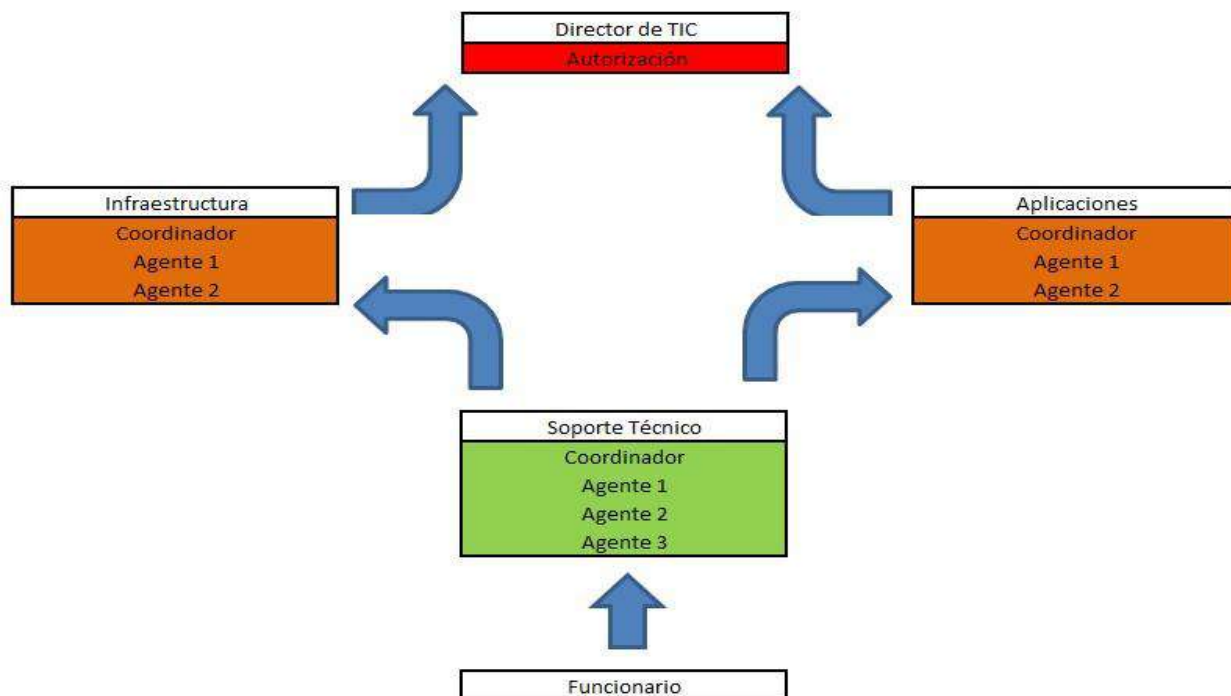 Director de TIC
Autorización
Infraestructura
Coordinador
Agente 1
Agente 2
Aplicaciones
Coordinador
Agente 1
Agente 2
Soporte Técnico
Coordinador
Agente 1
Agente 2
Agente 3
Funcionario